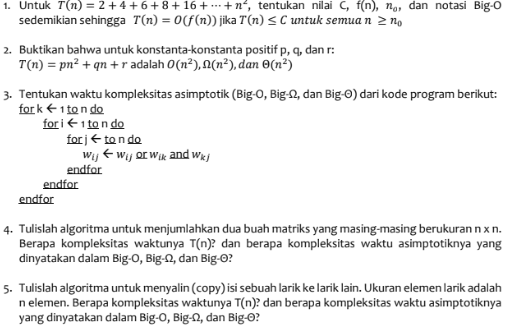 1. Untuk T(n) = 2 + 4 + 6 + 8 + 16 + ⋯ + n², tentukan nilai C, f(n), n₀, dan notasi Big-O
sedemikian sehingga T(n) = O(f(n)) jika T(n) ≤ C untuk semua n ≥ n₀
2. Buktikan bahwa untuk konstanta-konstanta positif p, q, dan r:
T(n) = pn² + qn + r adalah O(n²), Ω(n²), dan Θ(n²)
3. Tentukan waktu kompleksitas asimptotik (Big-O, Big-Ω, dan Big-Θ) dari kode program berikut:
for k ← 1 to n do
for i ← 1 to n do
for j ← to n do
wᵢⱼ ← wᵢⱼ or wᵢₖ and wₖⱼ
endfor
endfor
endfor
4. Tulislah algoritma untuk menjumlahkan dua buah matriks yang masing-masing berukuran n x n.
Berapa kompleksitas waktunya T(n)? dan berapa kompleksitas waktu asimptotiknya yang
dinyatakan dalam Big-O, Big-Ω, dan Big-Θ?
5. Tulislah algoritma untuk menyalin (copy) isi sebuah larik ke larik lain. Ukuran elemen larik adalah
n elemen. Berapa kompleksitas waktunya T(n)? dan berapa kompleksitas waktu asimptotiknya
yang dinyatakan dalam Big-O, Big-Ω, dan Big-Θ?